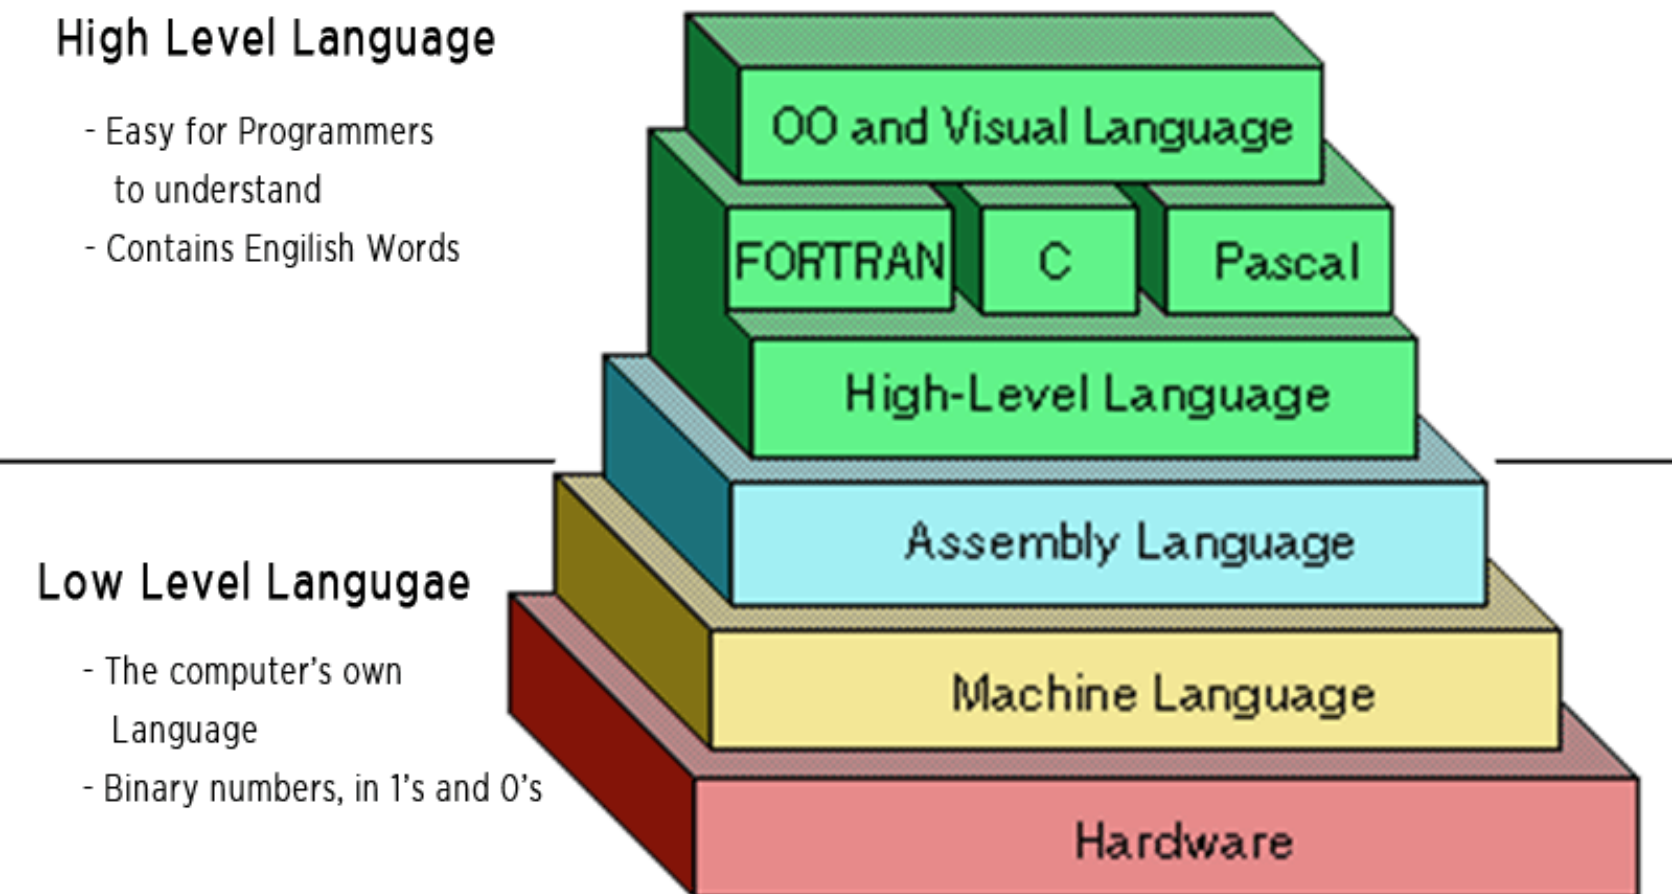 High Level Language
- Easy for Programmers
to understand
- Contains Engilish Words
OO and Visual Language
FORTRAN C Pascal
High-Level Language
Assembly Language
Low Level Langugae
- The computer's own
Language
- Binary numbers, in 1's and 0's
Machine Language
Hardware